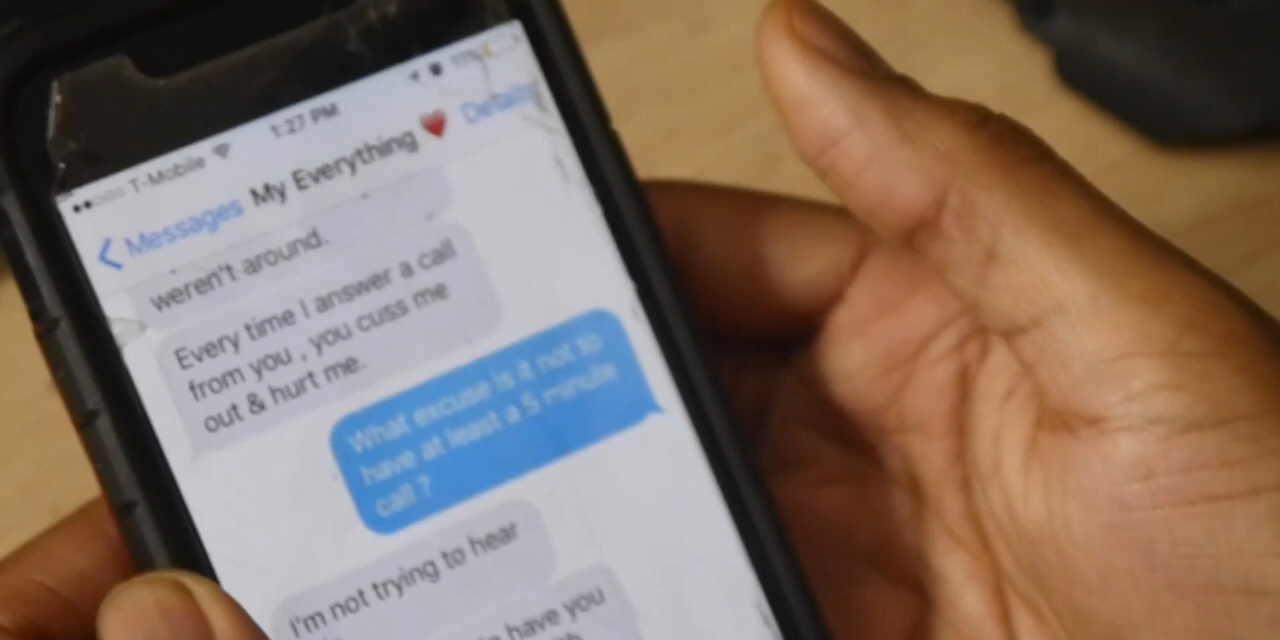 T-Mobile 1:27 PM
Messages My Everything ❤️ Details
weren't around.
Every time I answer a call
from you , you cuss me
out & hurt me.
What excuse is it not to
have at least a 5 minute
call ?
I'm not trying to hear
have you